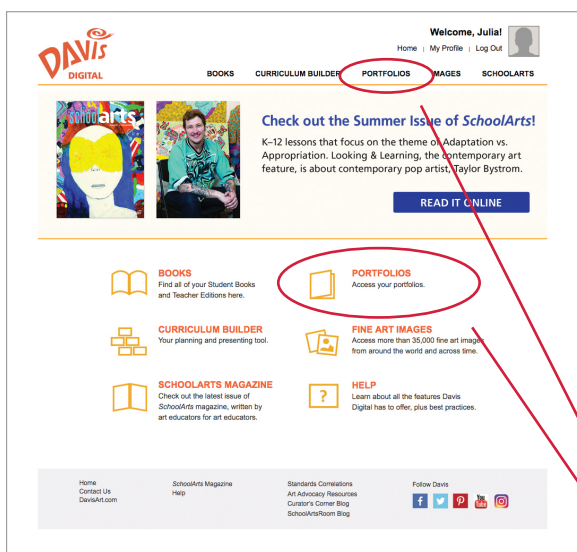 DAVIS
DIGITAL
Welcome, Julia!
Home | My Profile | Log Out
BOOKS CURRICULUM BUILDER PORTFOLIOS IMAGES SCHOOLARTS
schoolarts
Check out the Summer Issue of SchoolArts!
K–12 lessons that focus on the theme of Adaptation vs.
Appropriation. Looking & Learning, the contemporary art
feature, is about contemporary pop artist, Taylor Bystrom.
READ IT ONLINE
BOOKS
Find all of your Student Books
and Teacher Editions here.
PORTFOLIOS
Access your portfolios.
CURRICULUM BUILDER
Your planning and presenting tool.
FINE ART IMAGES
Access more than 35,000 fine art images
from around the world and across time.
SCHOOLARTS MAGAZINE
Check out the latest issue of
SchoolArts magazine, written by
art educators for art educators.
?
HELP
Learn about all the features Davis
Digital has to offer, plus best practices.
Home
Contact Us
DavisArt.com
SchoolArts Magazine
Help
Standards Correlations
Art Advocacy Resources
Curator's Corner Blog
SchoolArtsRoom Blog
Follow Davis
You
Tube